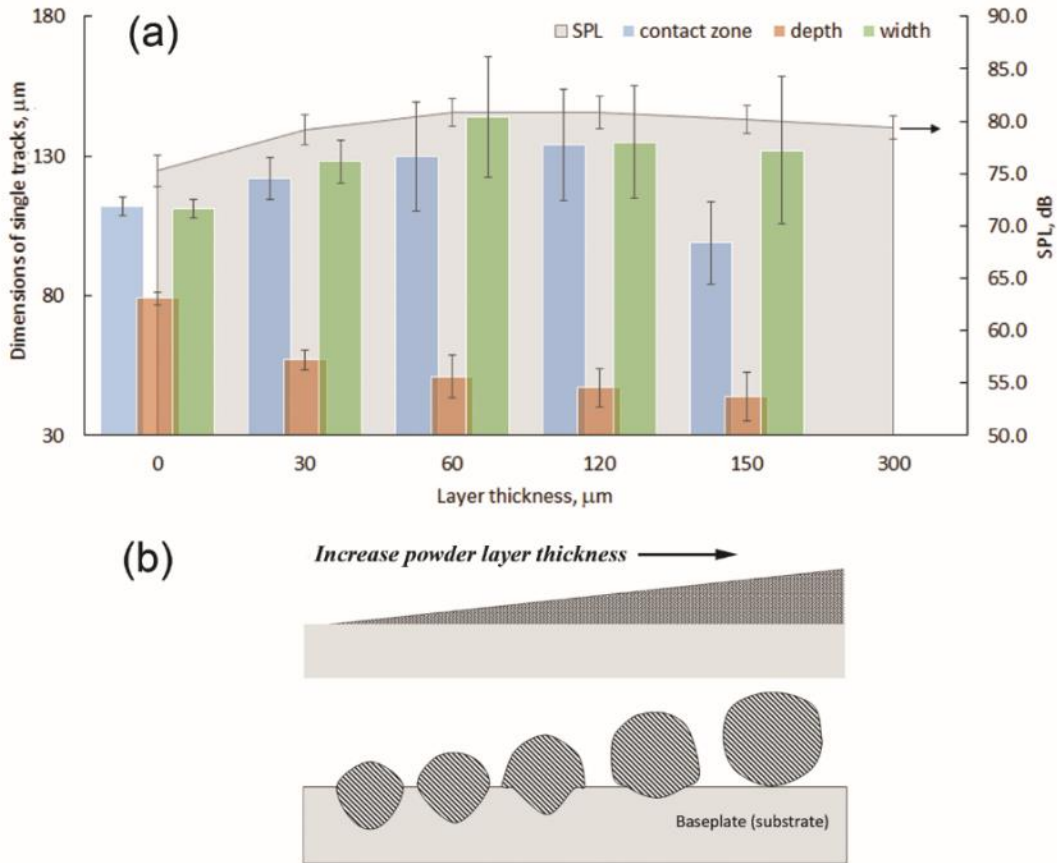 (a)
SPL contact zone depth width
180
130
80
30
Dimensions of single tracks, μm
90.0
85.0
80.0
75.0
70.0
65.0
60.0
55.0
50.0
SPL, dB
0 30 60 120 150 300
Layer thickness, μm
(b)
Increase powder layer thickness
Baseplate (substrate)